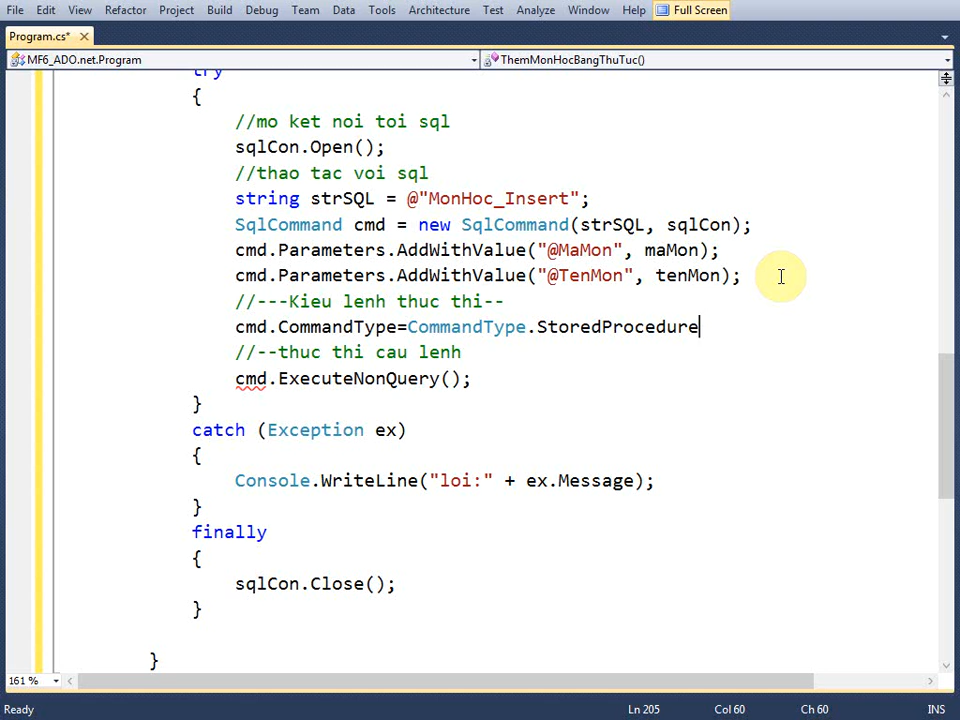 File Edit View Refactor Project Build Debug Team Data Tools Architecture Test Analyze Window Help Full Screen
Program.cs*
MF6_ADO.net.Program ThemMonHocBangThuTuc()
try
{
//mo ket noi toi sql
sqlCon.Open();
//thao tac voi sql
string strSQL = @"MonHoc_Insert";
SqlCommand cmd = new SqlCommand(strSQL, sqlCon);
cmd.Parameters.AddWithValue("@MaMon", maMon);
cmd.Parameters.AddWithValue("@TenMon", tenMon);
//---Kieu lenh thuc thi--
cmd.CommandType=CommandType.StoredProcedure
//--thuc thi cau lenh
cmd.ExecuteNonQuery();
}
catch (Exception ex)
{
Console.WriteLine("loi:" + ex.Message);
}
finally
{
sqlCon.Close();
}
}
161 %
Ready Ln 205 Col 60 Ch 60 INS